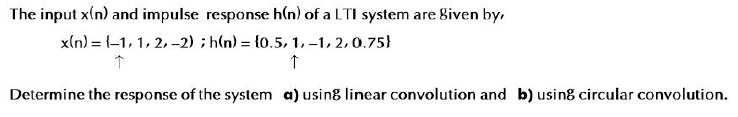 The input x(n) and impulse response h(n) of a LTI system are given by,
x(n) = {–1, 1, 2, –2) ; h(n) = {0.5, 1, –1, 2, 0.75}
↑ ↑
Determine the response of the system a) using linear convolution and b) using circular convolution.